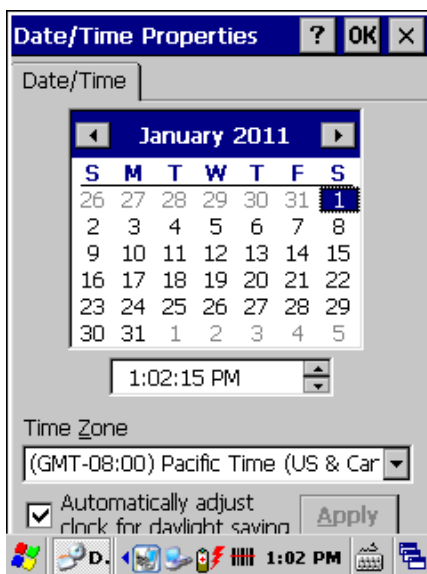 Date/Time Properties ? OK ×
Date/Time
January 2011
S M T W T F S
26 27 28 29 30 31 1
2 3 4 5 6 7 8
9 10 11 12 13 14 15
16 17 18 19 20 21 22
23 24 25 26 27 28 29
30 31 1 2 3 4 5
1:02:15 PM
Time Zone
(GMT-08:00) Pacific Time (US & Car
Automatically adjust
clock for daylight saving
Apply
D. 1:02 PM